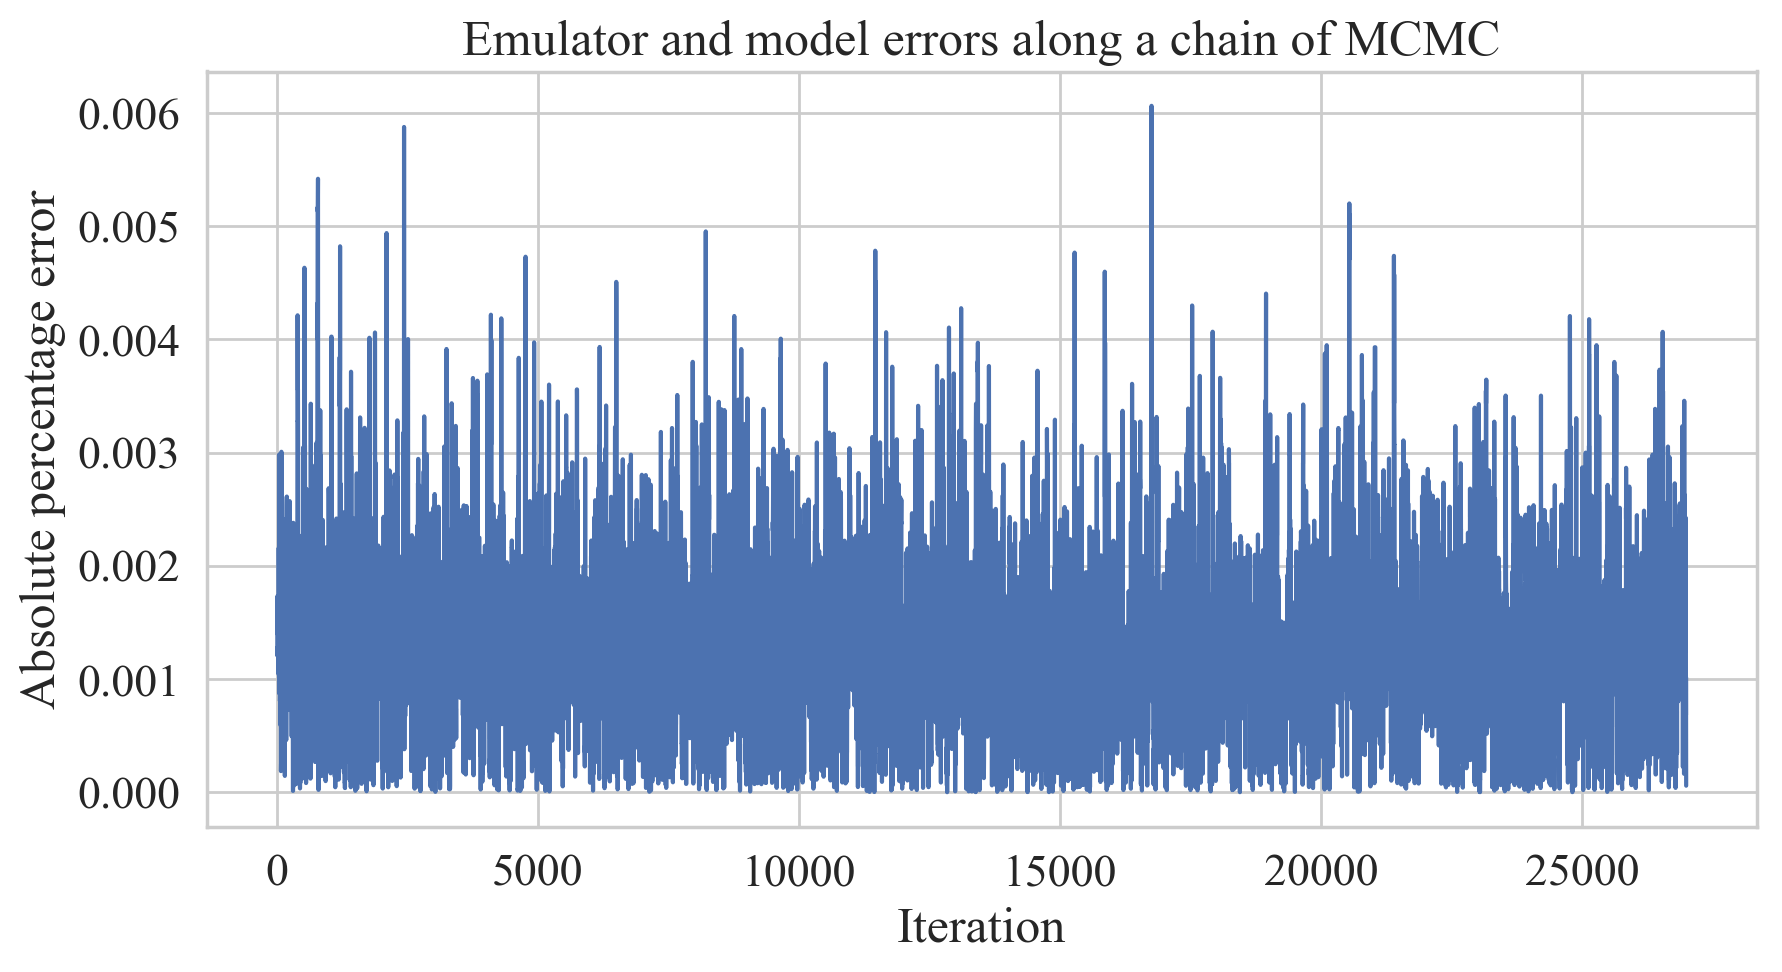 Emulator and model errors along a chain of MCMC
Absolute percentage error
0.006
0.005
0.004
0.003
0.002
0.001
0.000
0 5000 10000 15000 20000 25000
Iteration